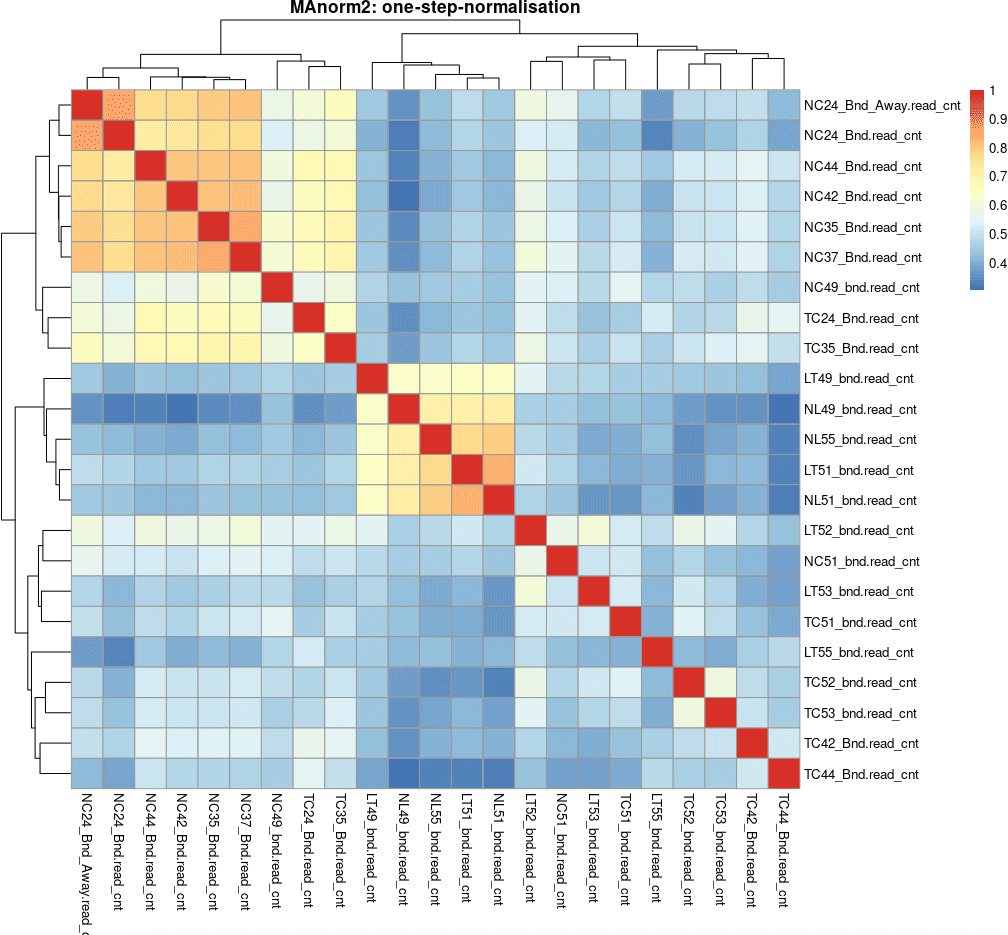 MAnorm2: one-step-normalisation
1
0.9
0.8
0.7
0.6
0.5
0.4
NC24_Bnd_Away.read_cnt
NC24_Bnd.read_cnt
NC44_Bnd.read_cnt
NC42_Bnd.read_cnt
NC35_Bnd.read_cnt
NC37_Bnd.read_cnt
NC49_bnd.read_cnt
TC24_Bnd.read_cnt
TC35_Bnd.read_cnt
LT49_bnd.read_cnt
NL49_bnd.read_cnt
NL55_bnd.read_cnt
LT51_bnd.read_cnt
NL51_bnd.read_cnt
LT52_bnd.read_cnt
NC51_bnd.read_cnt
LT53_bnd.read_cnt
TC51_bnd.read_cnt
LT55_bnd.read_cnt
TC52_bnd.read_cnt
TC53_bnd.read_cnt
TC42_Bnd.read_cnt
TC44_Bnd.read_cnt
NC24_Bnd_Away.read_c
NC24_Bnd.read_cnt
NC44_Bnd.read_cnt
NC42_Bnd.read_cnt
NC35_Bnd.read_cnt
NC37_Bnd.read_cnt
NC49_bnd.read_cnt
TC24_Bnd.read_cnt
TC35_Bnd.read_cnt
LT49_bnd.read_cnt
NL49_bnd.read_cnt
NL55_bnd.read_cnt
LT51_bnd.read_cnt
NL51_bnd.read_cnt
LT52_bnd.read_cnt
NC51_bnd.read_cnt
LT53_bnd.read_cnt
TC51_bnd.read_cnt
LT55_bnd.read_cnt
TC52_bnd.read_cnt
TC53_bnd.read_cnt
TC42_Bnd.read_cnt
TC44_Bnd.read_cnt